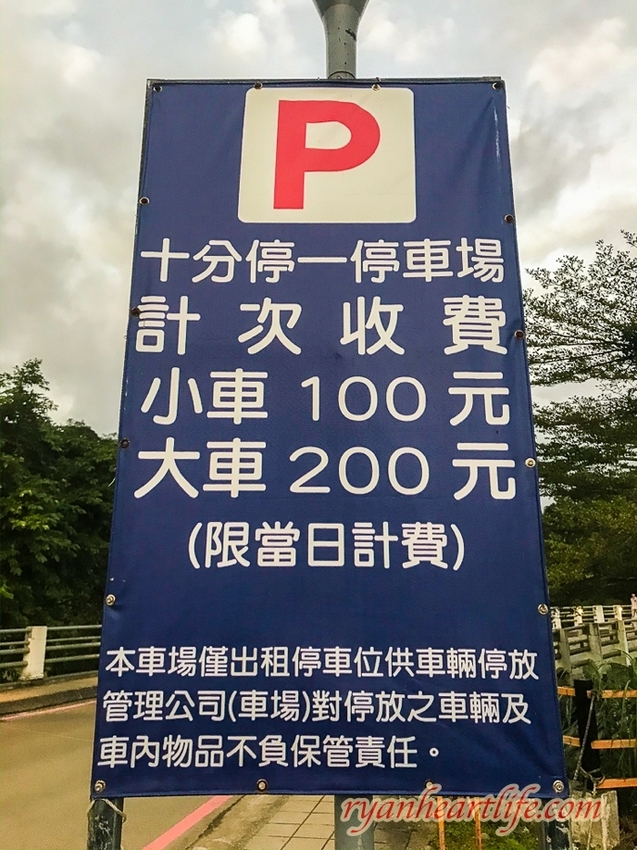 P
十分停一停車場
計次收費
小車 100 元
大車 200 元
(限當日計費)
本車場僅出租停車位供車輛停放
管理公司(車場)對停放之車輛及
車內物品不負保管責任。
ryanheartlife.com